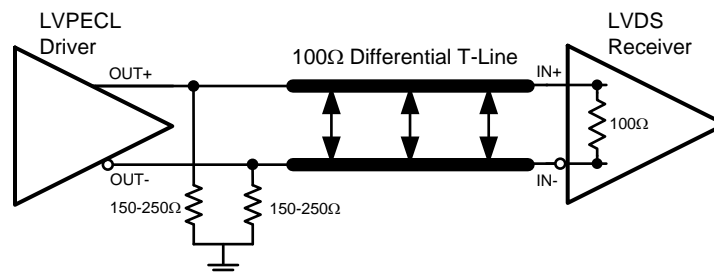 LVPECL
Driver
LVDS
Receiver
100Ω Differential T-Line
OUT+
IN+
100Ω
OUT-
IN-
150-250Ω
150-250Ω